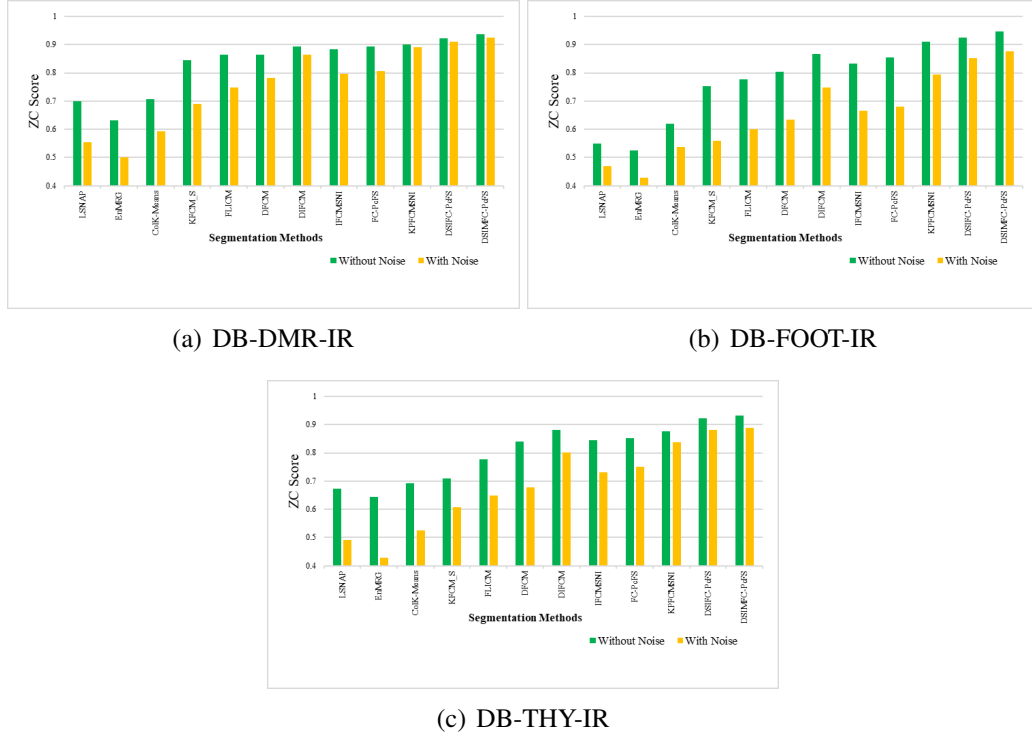 1
0.9
0.8
0.7
0.6
0.5
0.4
ZC Score
LSNAP
EnMRG
ColK-Means
KFCM_S
FLICM
DFCM
DIFCM
IFCMSNI
FC-PdFS
KPFCMSNI
DSIFC-PdFS
DSIMFC-PdFS
Segmentation Methods
Without Noise With Noise
(a) DB-DMR-IR
1
0.9
0.8
0.7
0.6
0.5
0.4
ZC Score
LSNAP
EnMRG
ColK-Means
KFCM_S
FLICM
DFCM
DIFCM
IFCMSNI
FC-PdFS
KPFCMSNI
DSIFC-PdFS
DSIMFC-PdFS
Segmentation Methods
Without Noise With Noise
(b) DB-FOOT-IR
1
0.9
0.8
0.7
0.6
0.5
0.4
ZC Score
LSNAP
EnMRG
ColK-Means
KFCM_S
FLICM
DFCM
DIFCM
IFCMSNI
FC-PdFS
KPFCMSNI
DSIFC-PdFS
DSIMFC-PdFS
Segmentation Methods
Without Noise With Noise
(c) DB-THY-IR